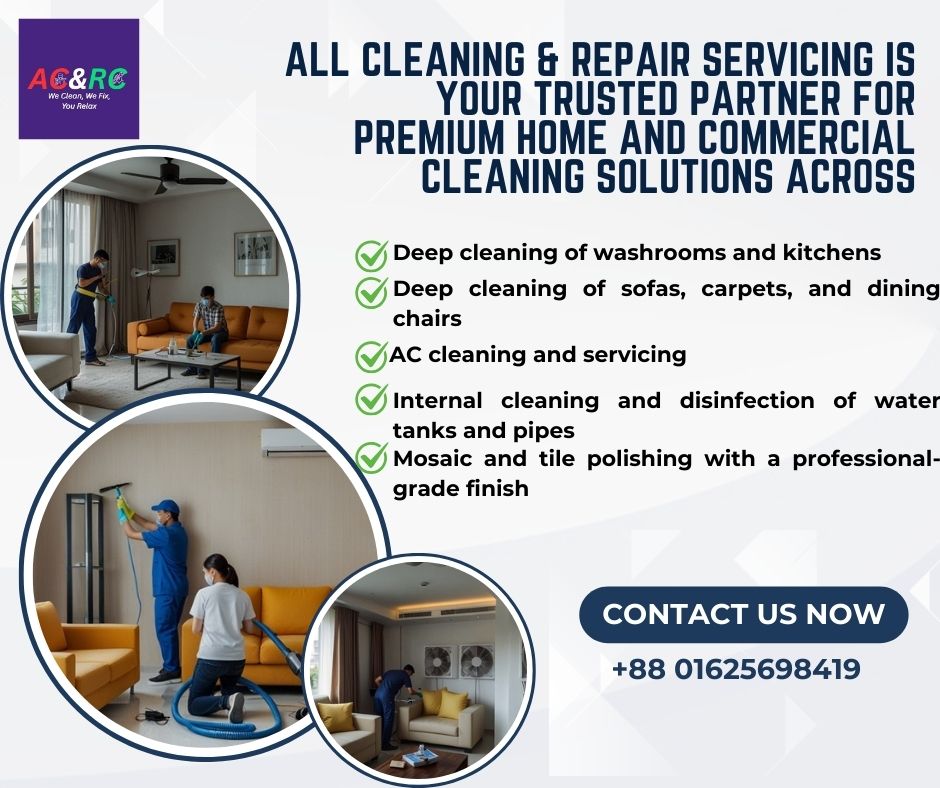 AC&RC
We Clean, We Fix,
You Relax
ALL CLEANING & REPAIR SERVICING IS
YOUR TRUSTED PARTNER FOR
PREMIUM HOME AND COMMERCIAL
CLEANING SOLUTIONS ACROSS
Deep cleaning of washrooms and kitchens
Deep cleaning of sofas, carpets, and dining
chairs
AC cleaning and servicing
Internal cleaning and disinfection of water
tanks and pipes
Mosaic and tile polishing with a professional-
grade finish
CONTACT US NOW
+88 01625698419